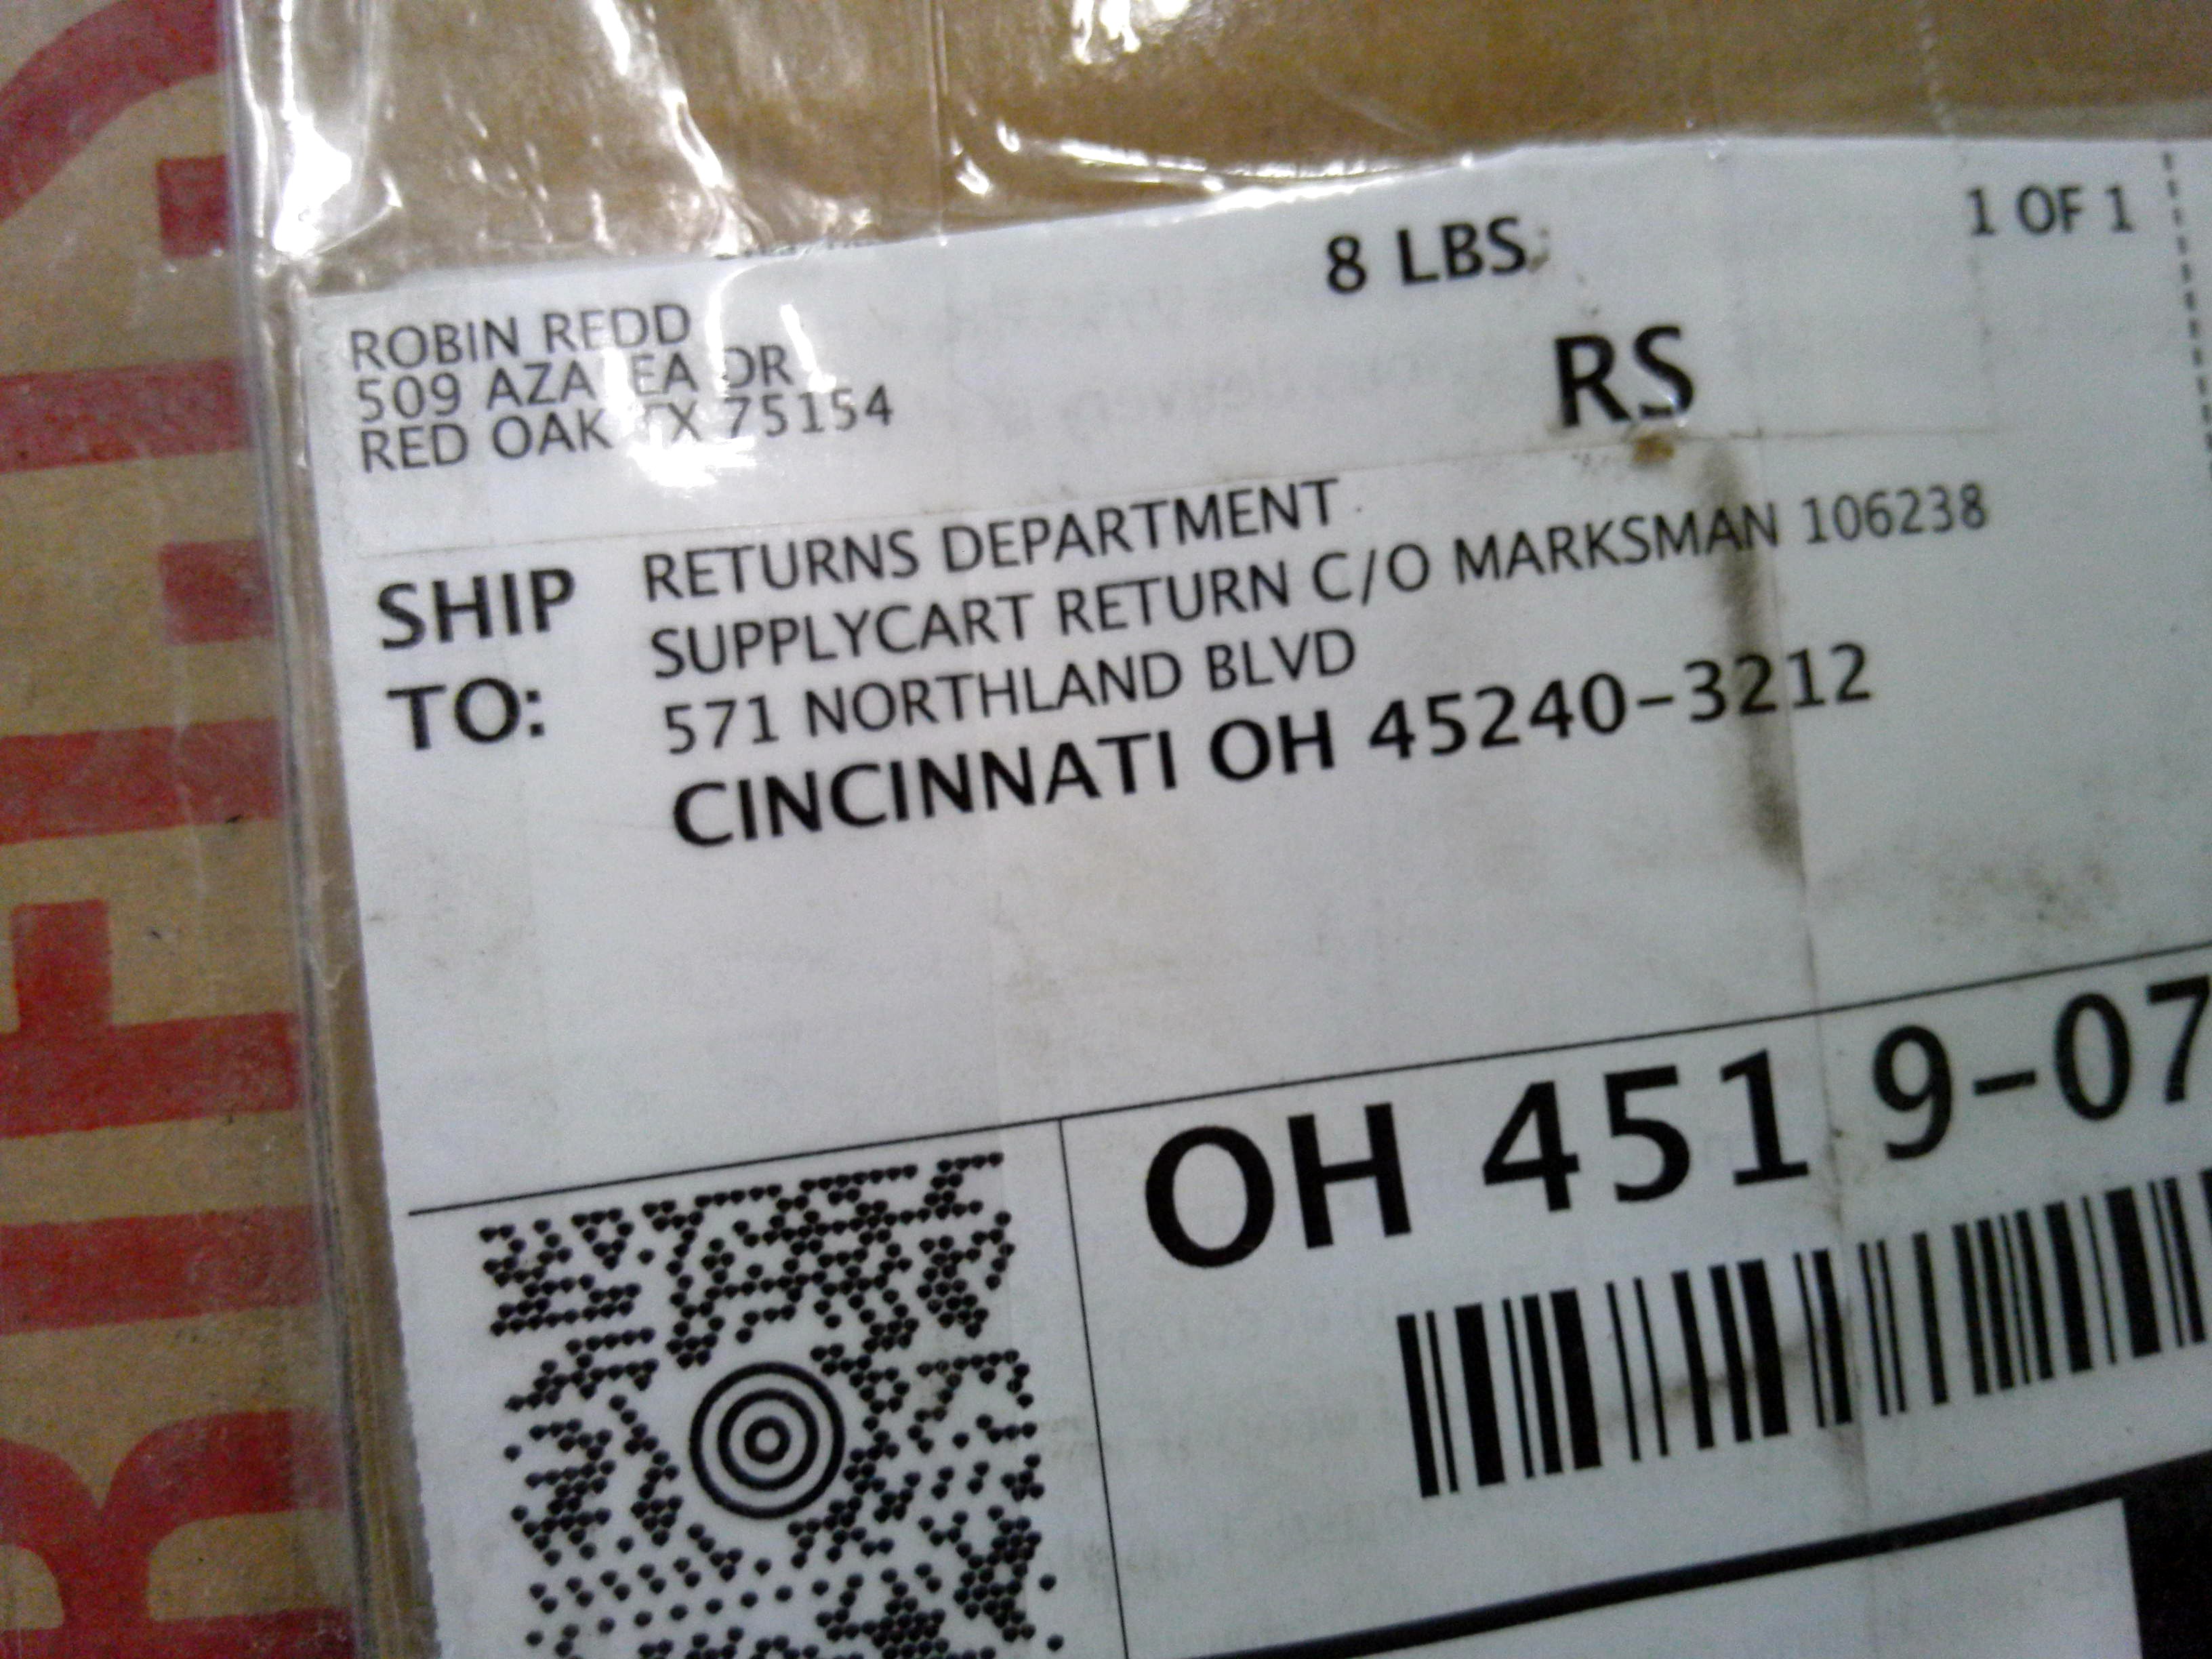 ROBIN REDD
509 AZALEA DR
RED OAK TX 75154
8 LBS
1 OF 1
RS
SHIP TO:
RETURNS DEPARTMENT
SUPPLYCART RETURN C/O MARKSMAN 106238
571 NORTHLAND BLVD
CINCINNATI OH 45240-3212
OH 451 9-07